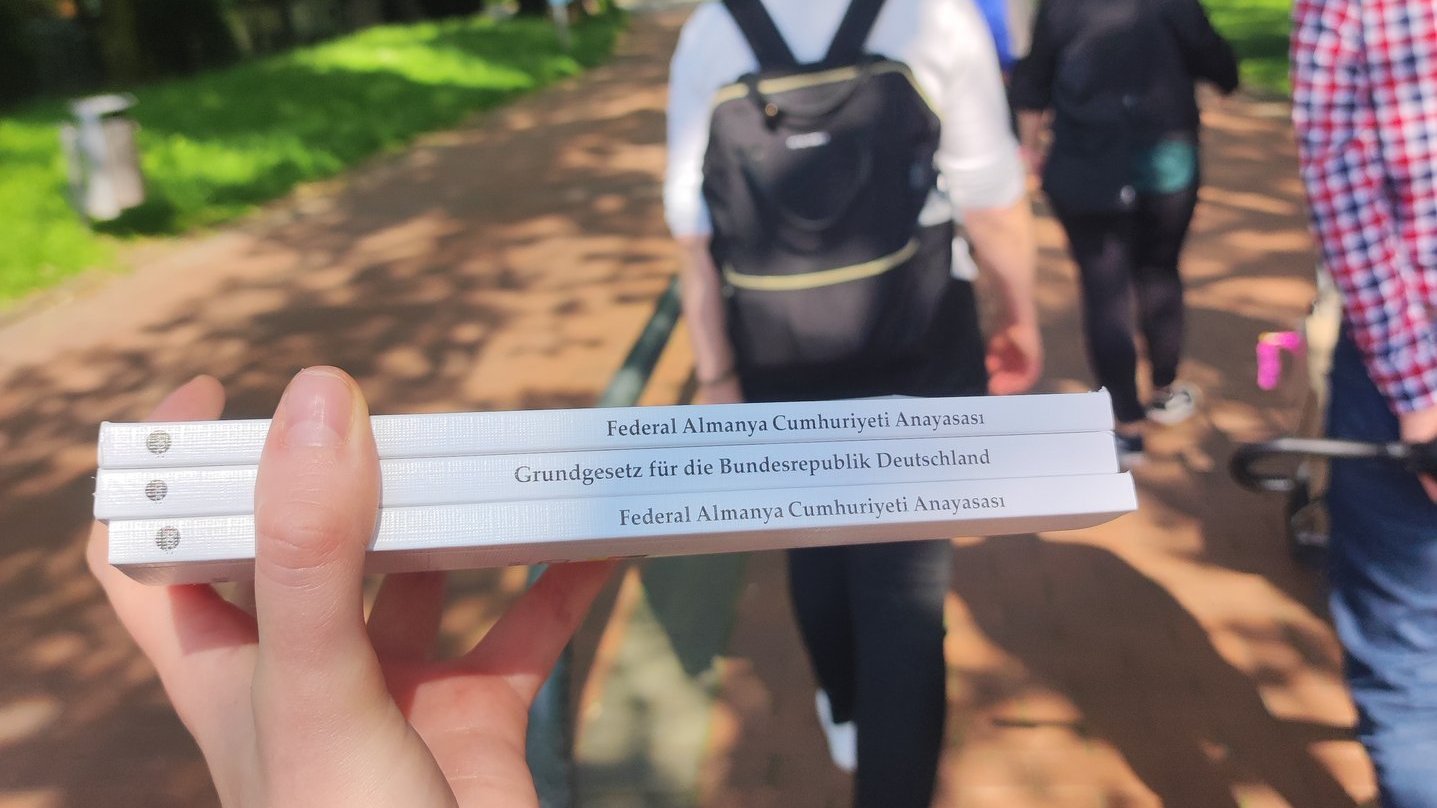 Federal Almanya Cumhuriyeti Anayasası
Grundgesetz für die Bundesrepublik Deutschland
Federal Almanya Cumhuriyeti Anayasası